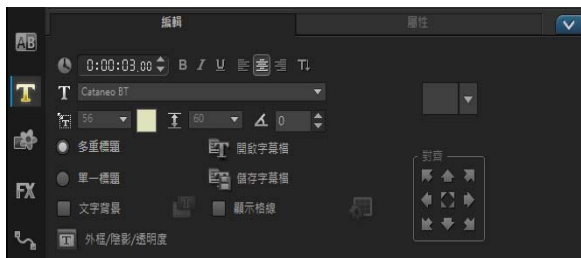 編輯
屬性
AB
0:00:03.00 B I U
T Cataneo BT
56 60 0
多重標題 開啟字幕檔
對齊
單一標題 儲存字幕檔
FX
文字背景 顯示格線
外框/陰影/透明度